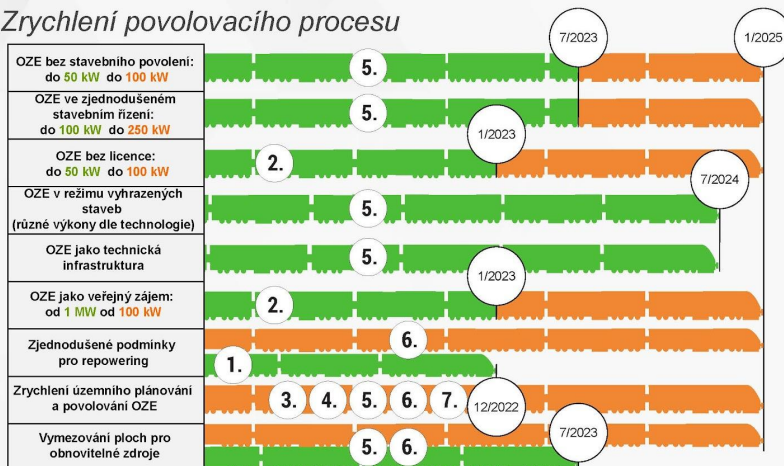 Zrychlení povolovacího procesu
7/2023
1/2025
OZE bez stavebního povolení:
do 50 kW do 100 kW
5.
OZE ve zjednodušeném
stavebním řízení:
do 100 kW do 250 kW
5.
1/2023
OZE bez licence:
do 50 kW do 100 kW
2.
7/2024
OZE v režimu vyhrazených
staveb
(různé výkony dle technologie)
5.
OZE jako technická
infrastruktura
5.
1/2023
OZE jako veřejný zájem:
od 1 MW od 100 kW
2.
Zjednodušené podmínky
pro repowering
6.
1.
Zrychlení územního plánování
a povolování OZE
3. 4. 5. 6. 7.
12/2022
7/2023
Vymezování ploch pro
obnovitelné zdroje
5. 6.